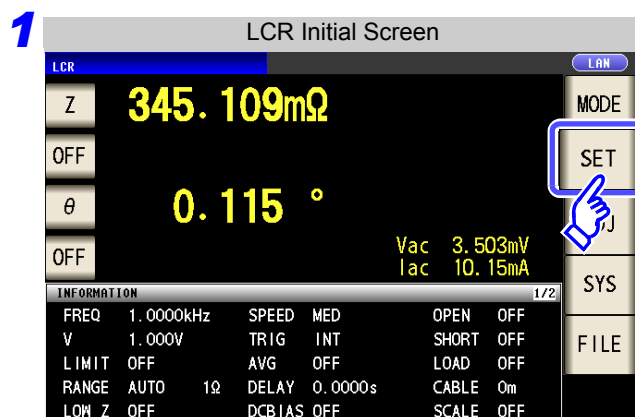 1
LCR Initial Screen
LCR
LAN
Z 345.109mΩ
MODE
OFF
SET
θ 0.115 °
OFF
Vac 3.503mV
Iac 10.15mA
SYS
INFORMATION 1/2
FREQ 1.0000kHz SPEED MED OPEN OFF
V 1.000V TRIG INT SHORT OFF
FILE
LIMIT OFF AVG OFF LOAD OFF
RANGE AUTO 1Ω DELAY 0.0000s CABLE 0m
LOW Z OFF DCBIAS OFF SCALE OFF